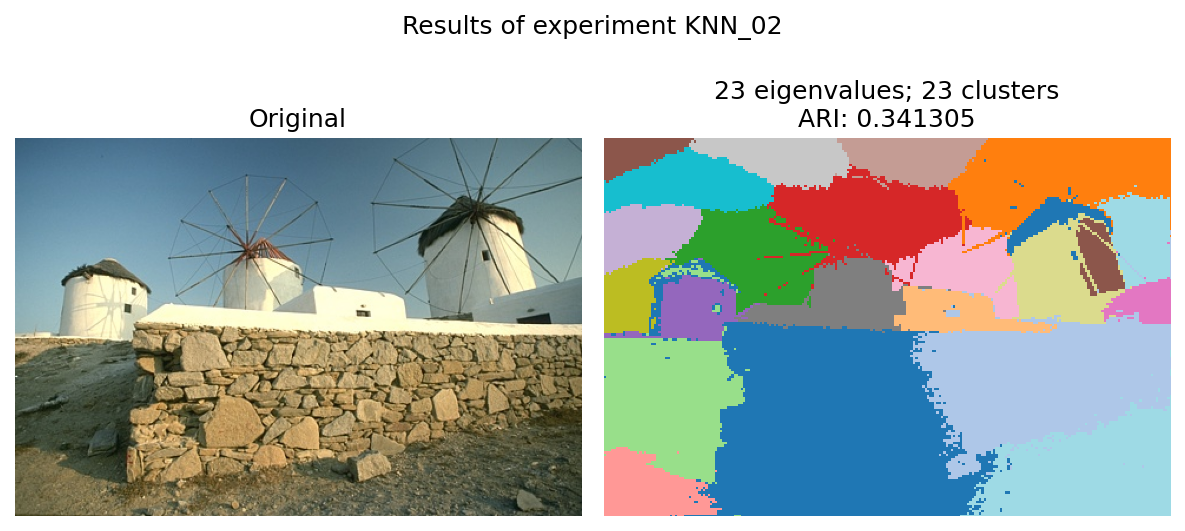 Results of experiment KNN_02
Original
23 eigenvalues; 23 clusters
ARI: 0.341305